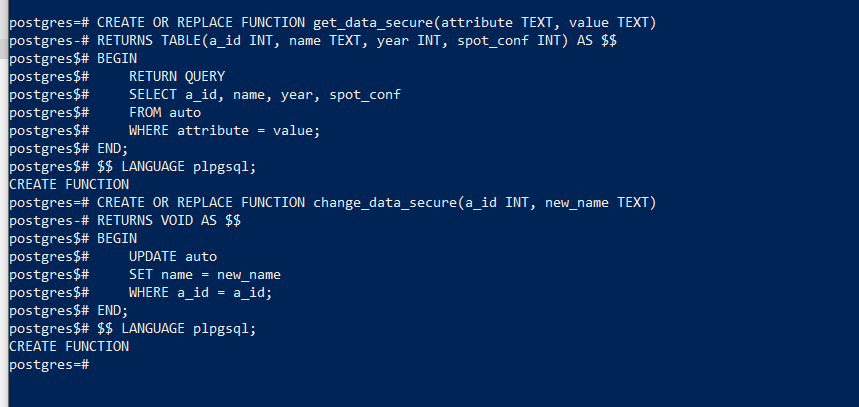 postgres=# CREATE OR REPLACE FUNCTION get_data_secure(attribute TEXT, value TEXT)
postgres-# RETURNS TABLE(a_id INT, name TEXT, year INT, spot_conf INT) AS $$
postgres$# BEGIN
postgres$#     RETURN QUERY
postgres$#     SELECT a_id, name, year, spot_conf
postgres$#     FROM auto
postgres$#     WHERE attribute = value;
postgres$# END;
postgres$# $$ LANGUAGE plpgsql;
CREATE FUNCTION
postgres=# CREATE OR REPLACE FUNCTION change_data_secure(a_id INT, new_name TEXT)
postgres-# RETURNS VOID AS $$
postgres$# BEGIN
postgres$#     UPDATE auto
postgres$#     SET name = new_name
postgres$#     WHERE a_id = a_id;
postgres$# END;
postgres$# $$ LANGUAGE plpgsql;
CREATE FUNCTION
postgres=#